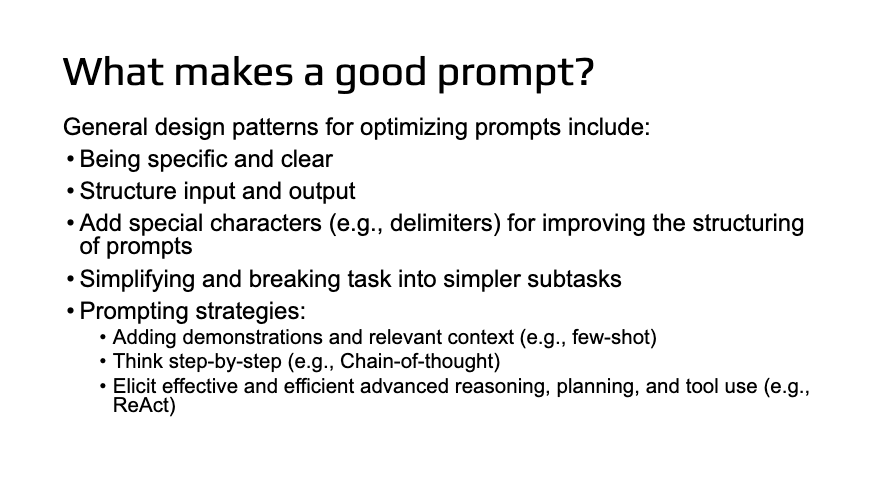 What makes a good prompt?
General design patterns for optimizing prompts include:
• Being specific and clear
• Structure input and output
• Add special characters (e.g., delimiters) for improving the structuring
of prompts
• Simplifying and breaking task into simpler subtasks
• Prompting strategies:
• Adding demonstrations and relevant context (e.g., few-shot)
• Think step-by-step (e.g., Chain-of-thought)
• Elicit effective and efficient advanced reasoning, planning, and tool use (e.g.,
ReAct)